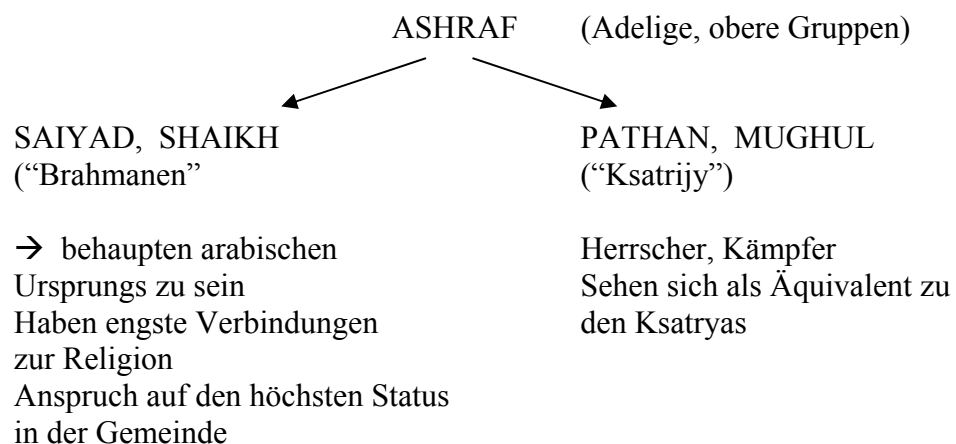 ASHRAF (Adelige, obere Gruppen)
SAIYAD, SHAIKH
(“Brahmanen”
→ behaupten arabischen
Ursprungs zu sein
Haben engste Verbindungen
zur Religion
Anspruch auf den höchsten Status
in der Gemeinde
PATHAN, MUGHUL
(“Ksatrijy”)
Herrscher, Kämpfer
Sehen sich als Äquivalent zu
den Ksatryas